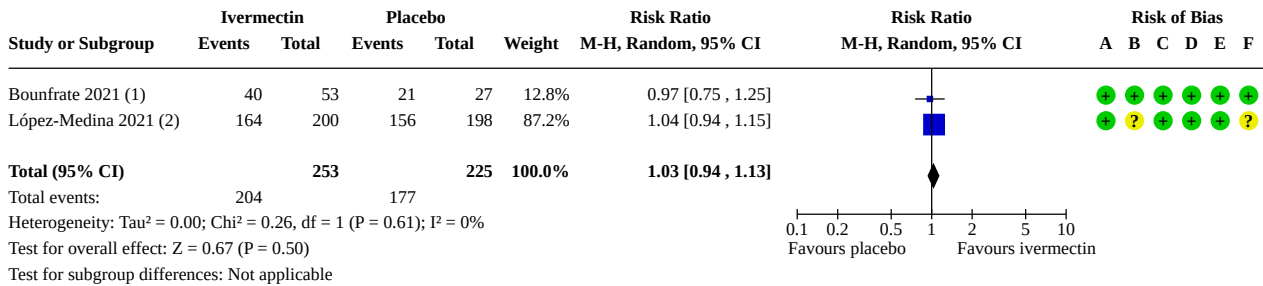 Ivermectin Placebo Risk Ratio Risk Ratio Risk of Bias
Study or Subgroup Events Total Events Total Weight M-H, Random, 95% CI M-H, Random, 95% CI A B C D E F
Bounfrate 2021 (1) 40 53 21 27 12.8% 0.97 [0.75 , 1.25] + + + + + +
López-Medina 2021 (2) 164 200 156 198 87.2% 1.04 [0.94 , 1.15] + ? + + + ?
Total (95% CI) 253 225 100.0% 1.03 [0.94 , 1.13]
Total events: 204 177
Heterogeneity: Tau² = 0.00; Chi² = 0.26, df = 1 (P = 0.61); I² = 0%
0.1 0.2 0.5 1 2 5 10
Test for overall effect: Z = 0.67 (P = 0.50) Favours placebo Favours ivermectin
Test for subgroup differences: Not applicable